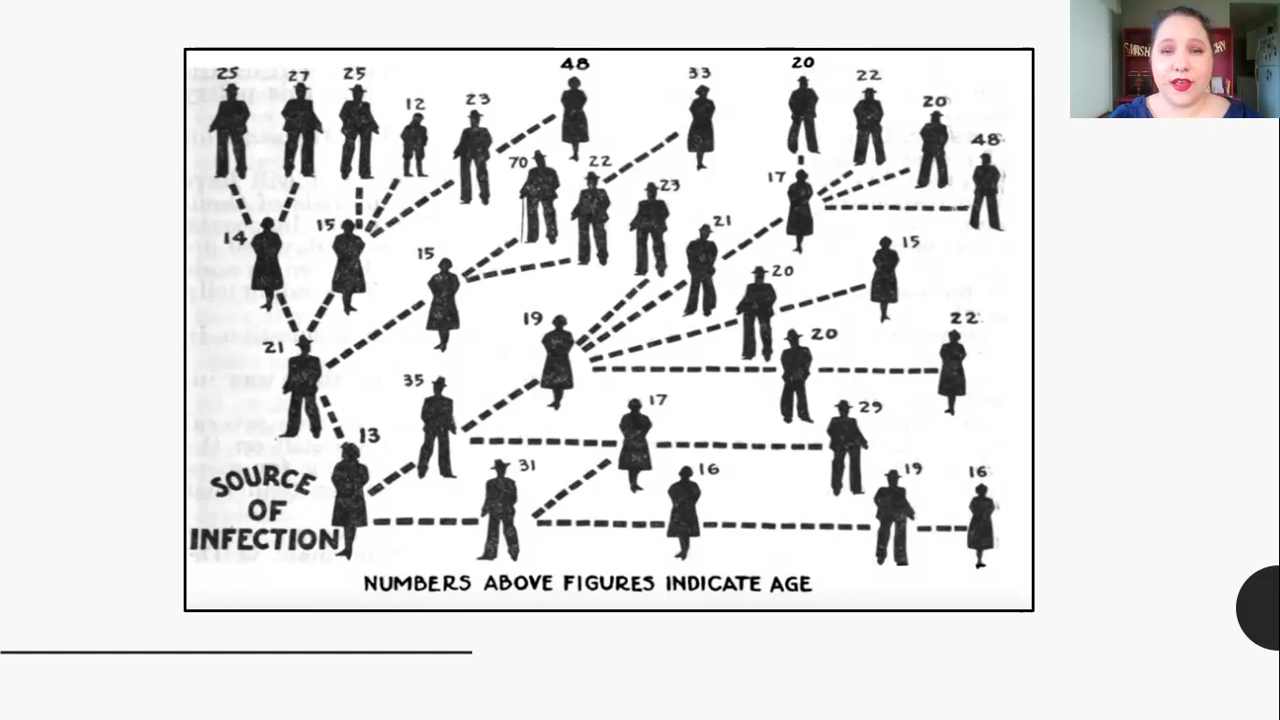 25 27 25 12 23 48 33 20 22 20 48
70 22 23 21 17 15
14 15 15 20
19 20 22
21 35 17 29
13 31 16 19 16
SOURCE
OF
INFECTION
NUMBERS ABOVE FIGURES INDICATE AGE